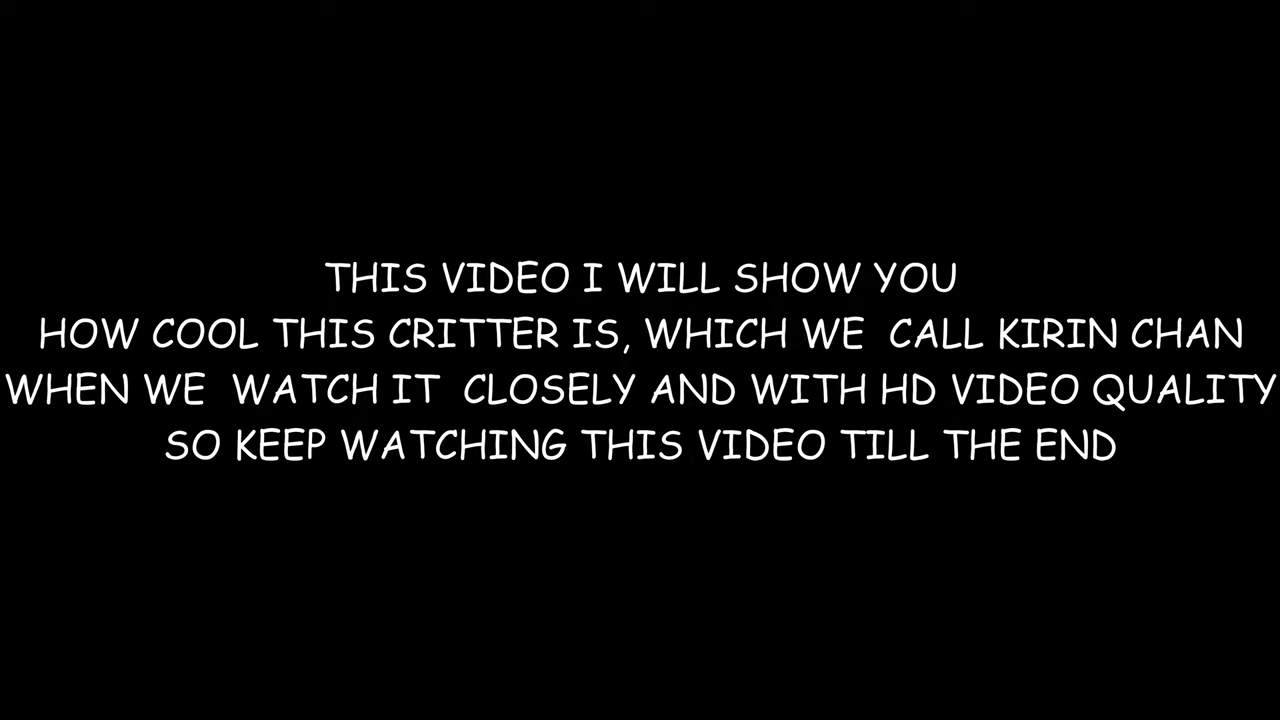 THIS VIDEO I WILL SHOW YOU
HOW COOL THIS CRITTER IS, WHICH WE CALL KIRIN CHAN
WHEN WE WATCH IT CLOSELY AND WITH HD VIDEO QUALITY
SO KEEP WATCHING THIS VIDEO TILL THE END